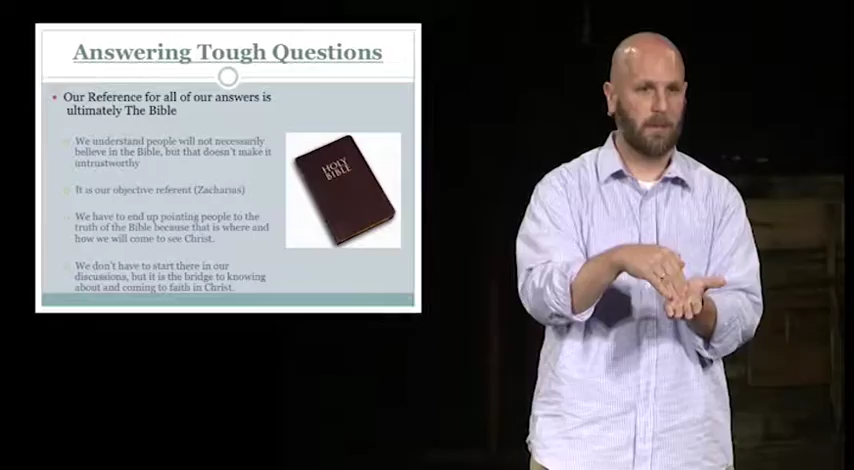 Answering Tough Questions
Our Reference for all of our answers is
ultimately The Bible
We understand people will not necessarily
believe in the Bible, but that doesn't make it
untrustworthy
It is our objective referent (Zacharias)
We have to end up pointing people to the
truth of the Bible because that is where and
how we will come to see Christ.
We don't have to start there in our
discussions, but it is the bridge to knowing
about and coming to faith in Christ.
HOLY
BIBLE